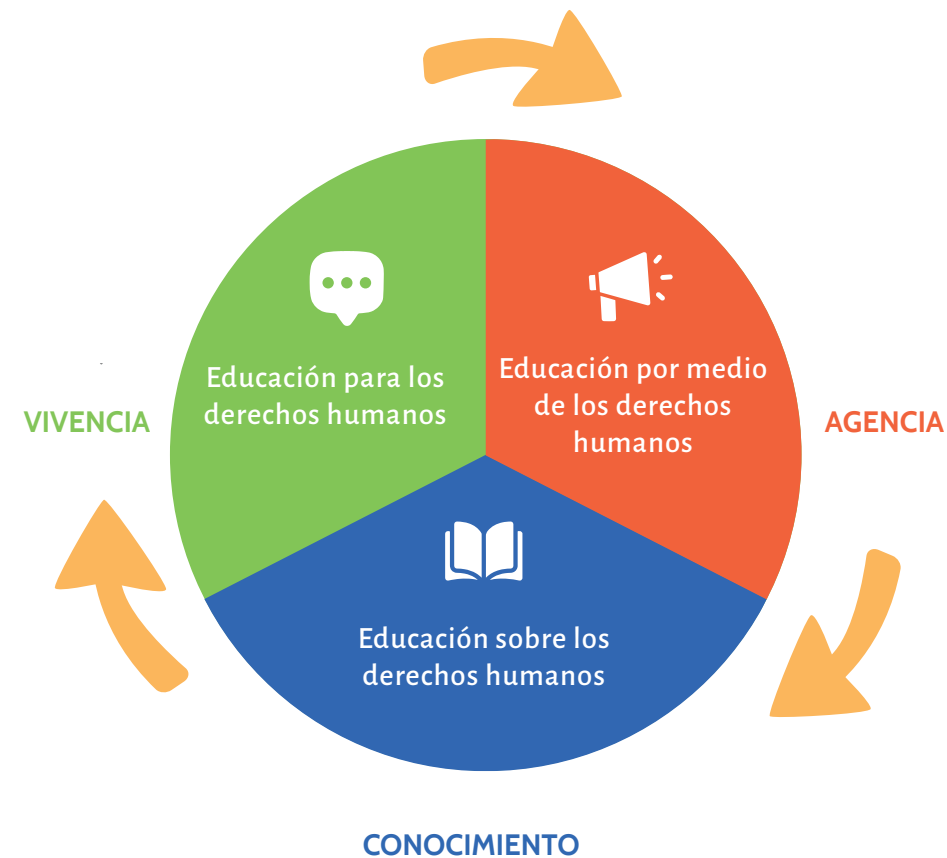 Educación para los
derechos humanos
Educación por medio
de los derechos
humanos
VIVENCIA
AGENCIA
Educación sobre los
derechos humanos
CONOCIMIENTO